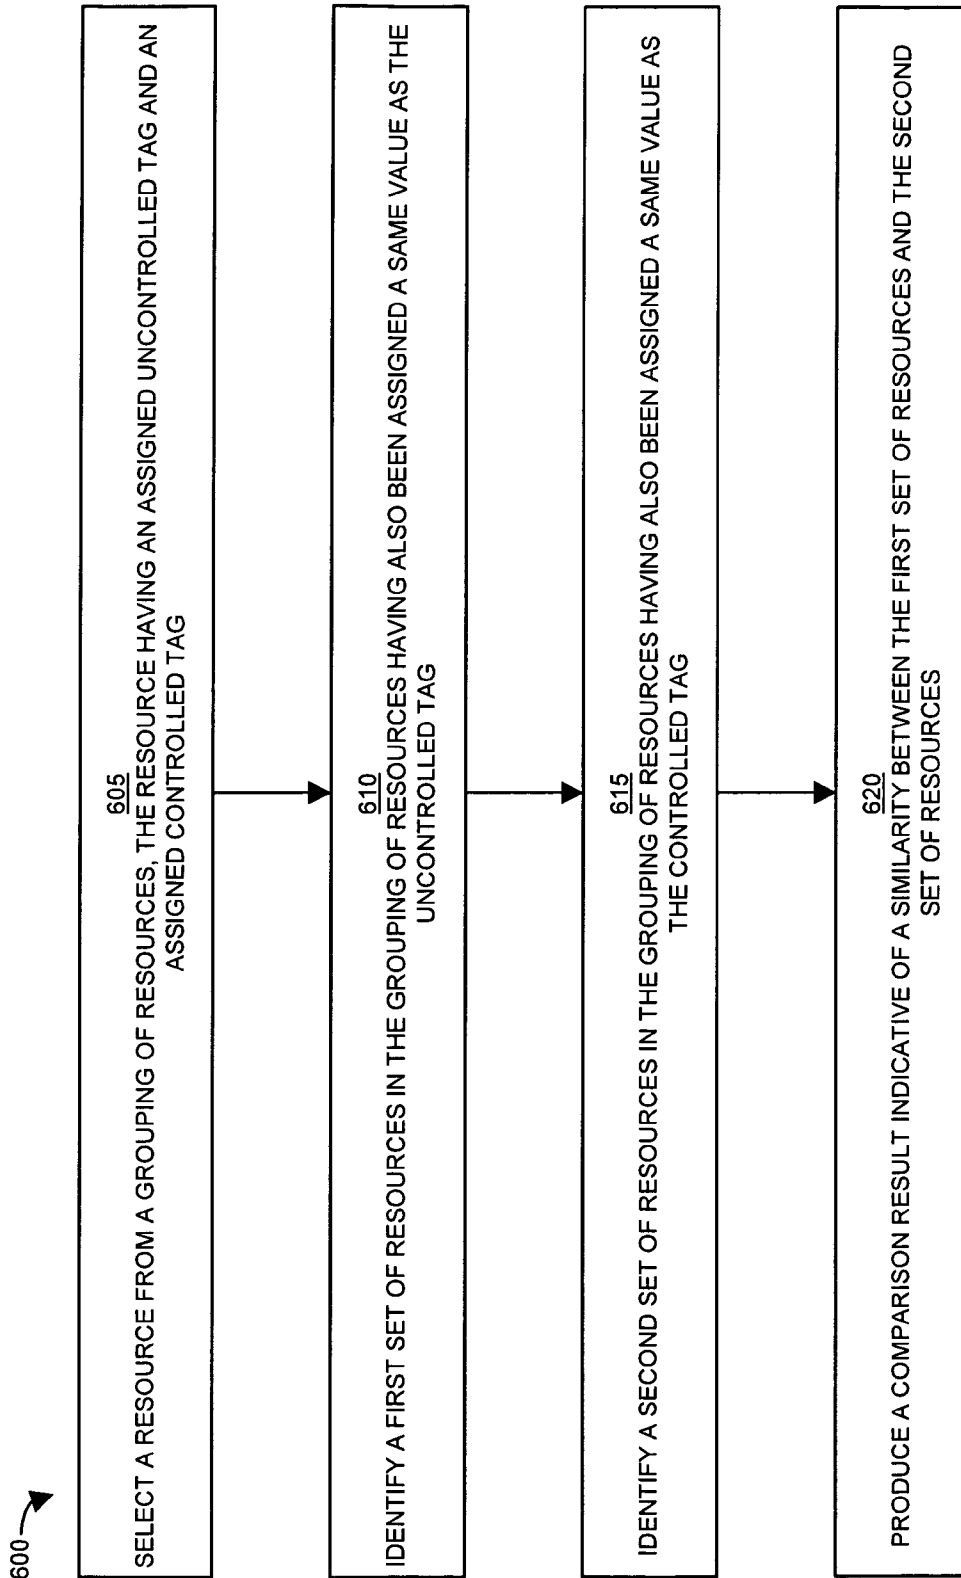 600
605
SELECT A RESOURCE FROM A GROUPING OF RESOURCES, THE RESOURCE HAVING AN ASSIGNED UNCONTROLLED TAG AND AN
ASSIGNED CONTROLLED TAG
610
IDENTIFY A FIRST SET OF RESOURCES IN THE GROUPING OF RESOURCES HAVING ALSO BEEN ASSIGNED A SAME VALUE AS THE
UNCONTROLLED TAG
615
IDENTIFY A SECOND SET OF RESOURCES IN THE GROUPING OF RESOURCES HAVING ALSO BEEN ASSIGNED A SAME VALUE AS
THE CONTROLLED TAG
620
PRODUCE A COMPARISON RESULT INDICATIVE OF A SIMILARITY BETWEEN THE FIRST SET OF RESOURCES AND THE SECOND
SET OF RESOURCES